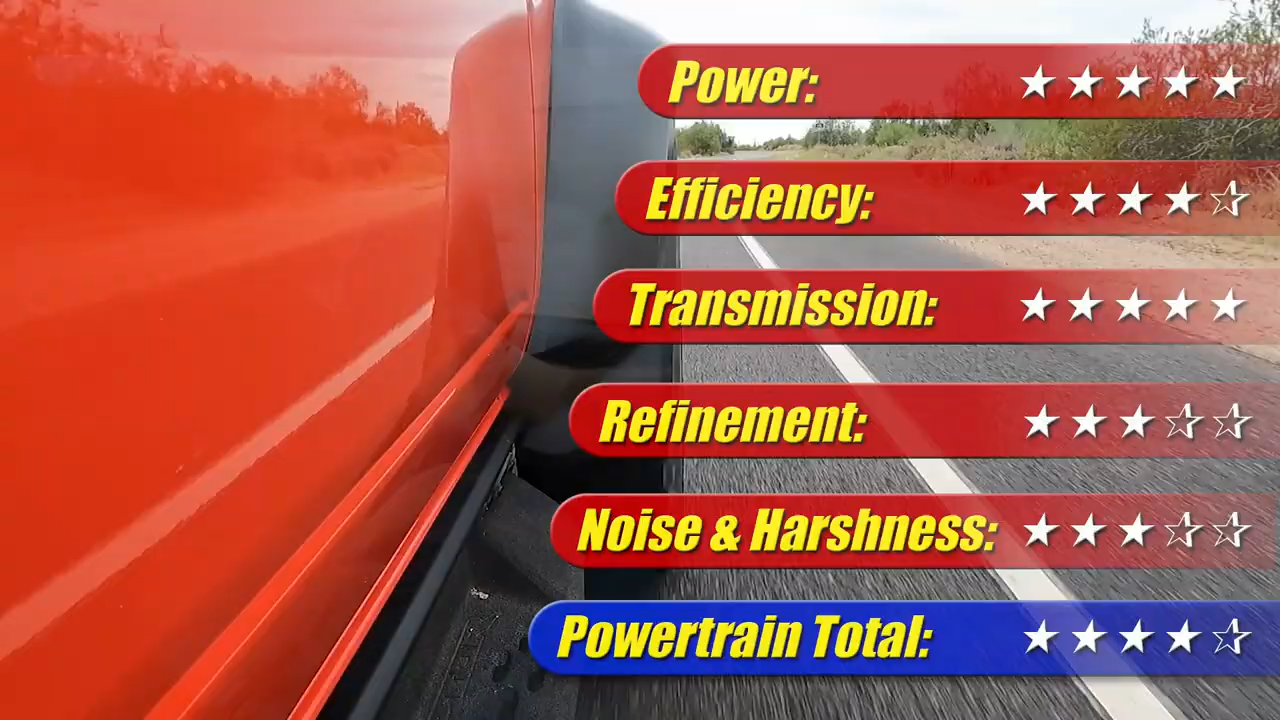 Power: ★★★★★
Efficiency: ★★★★☆
Transmission: ★★★★★
Refinement: ★★★☆☆
Noise & Harshness: ★★★☆☆
Powertrain Total: ★★★★☆